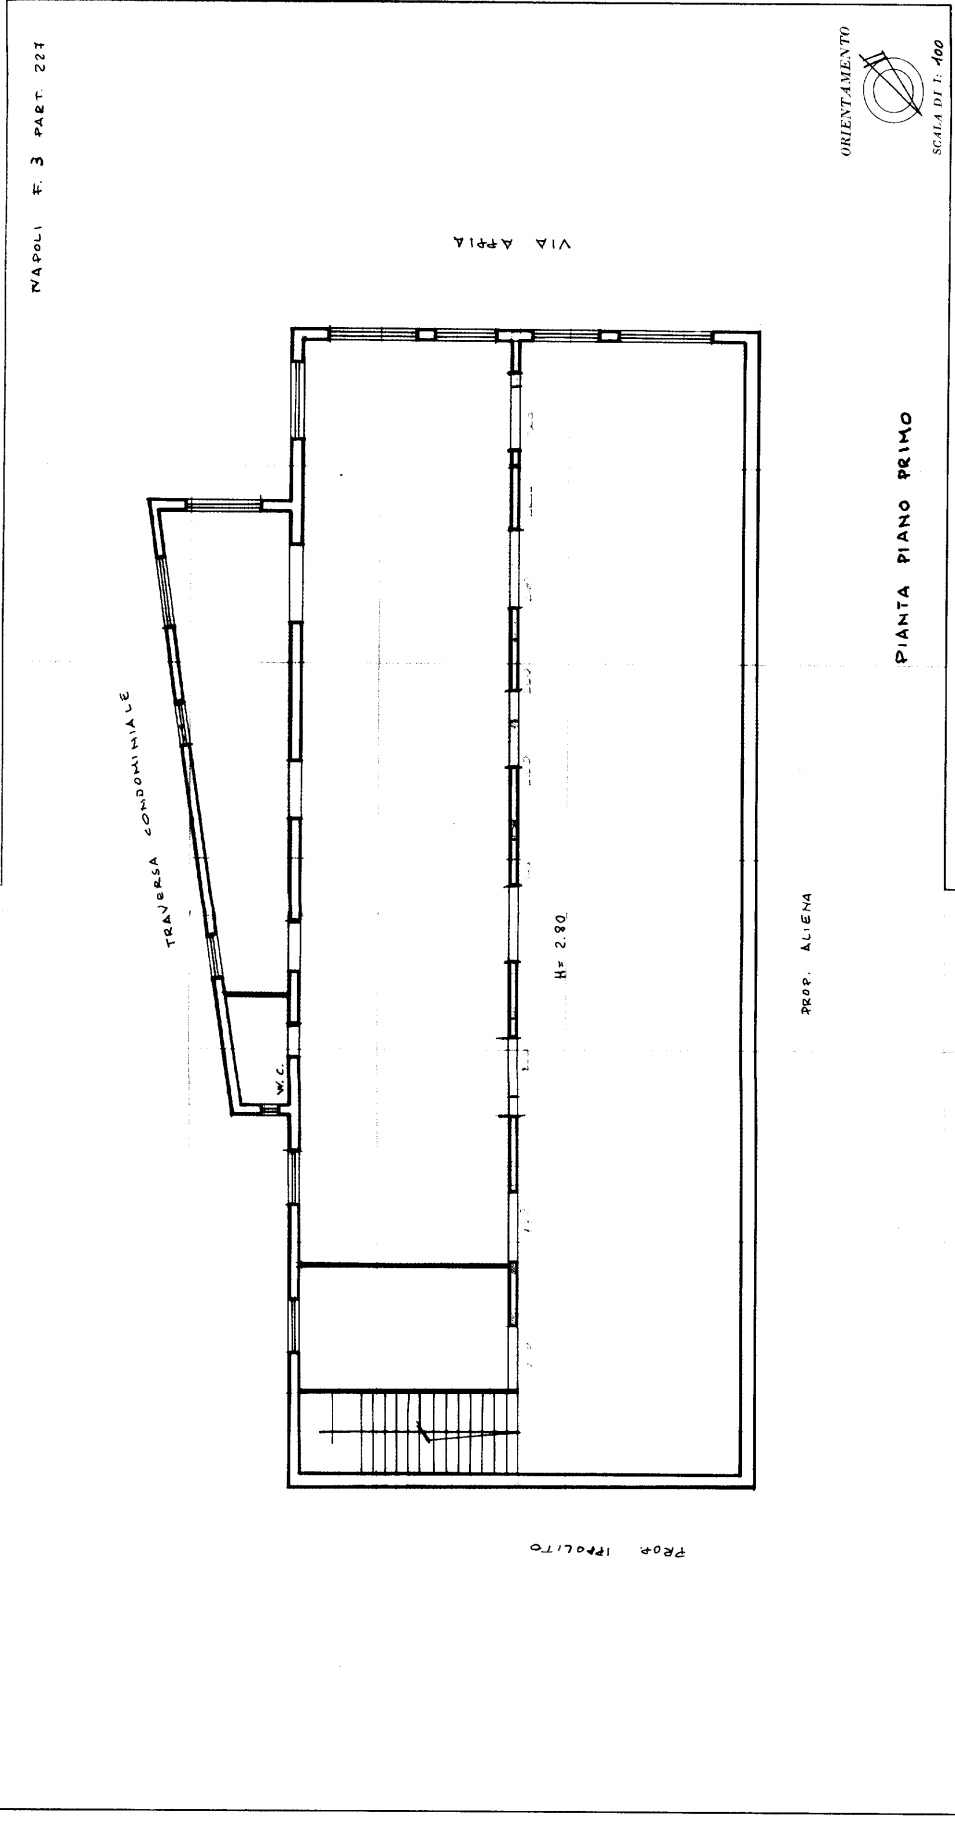 NAPOLI F. 3 PART. 227
ORIENTAMENTO
SCALA DI 1: 100
VIA APPIA
TRAVERSA CONDOMINIALE
W.C.
H= 2.80
PROP. ALIENA
PIANTA PIANO PRIMO
PROP. IPPOLITO